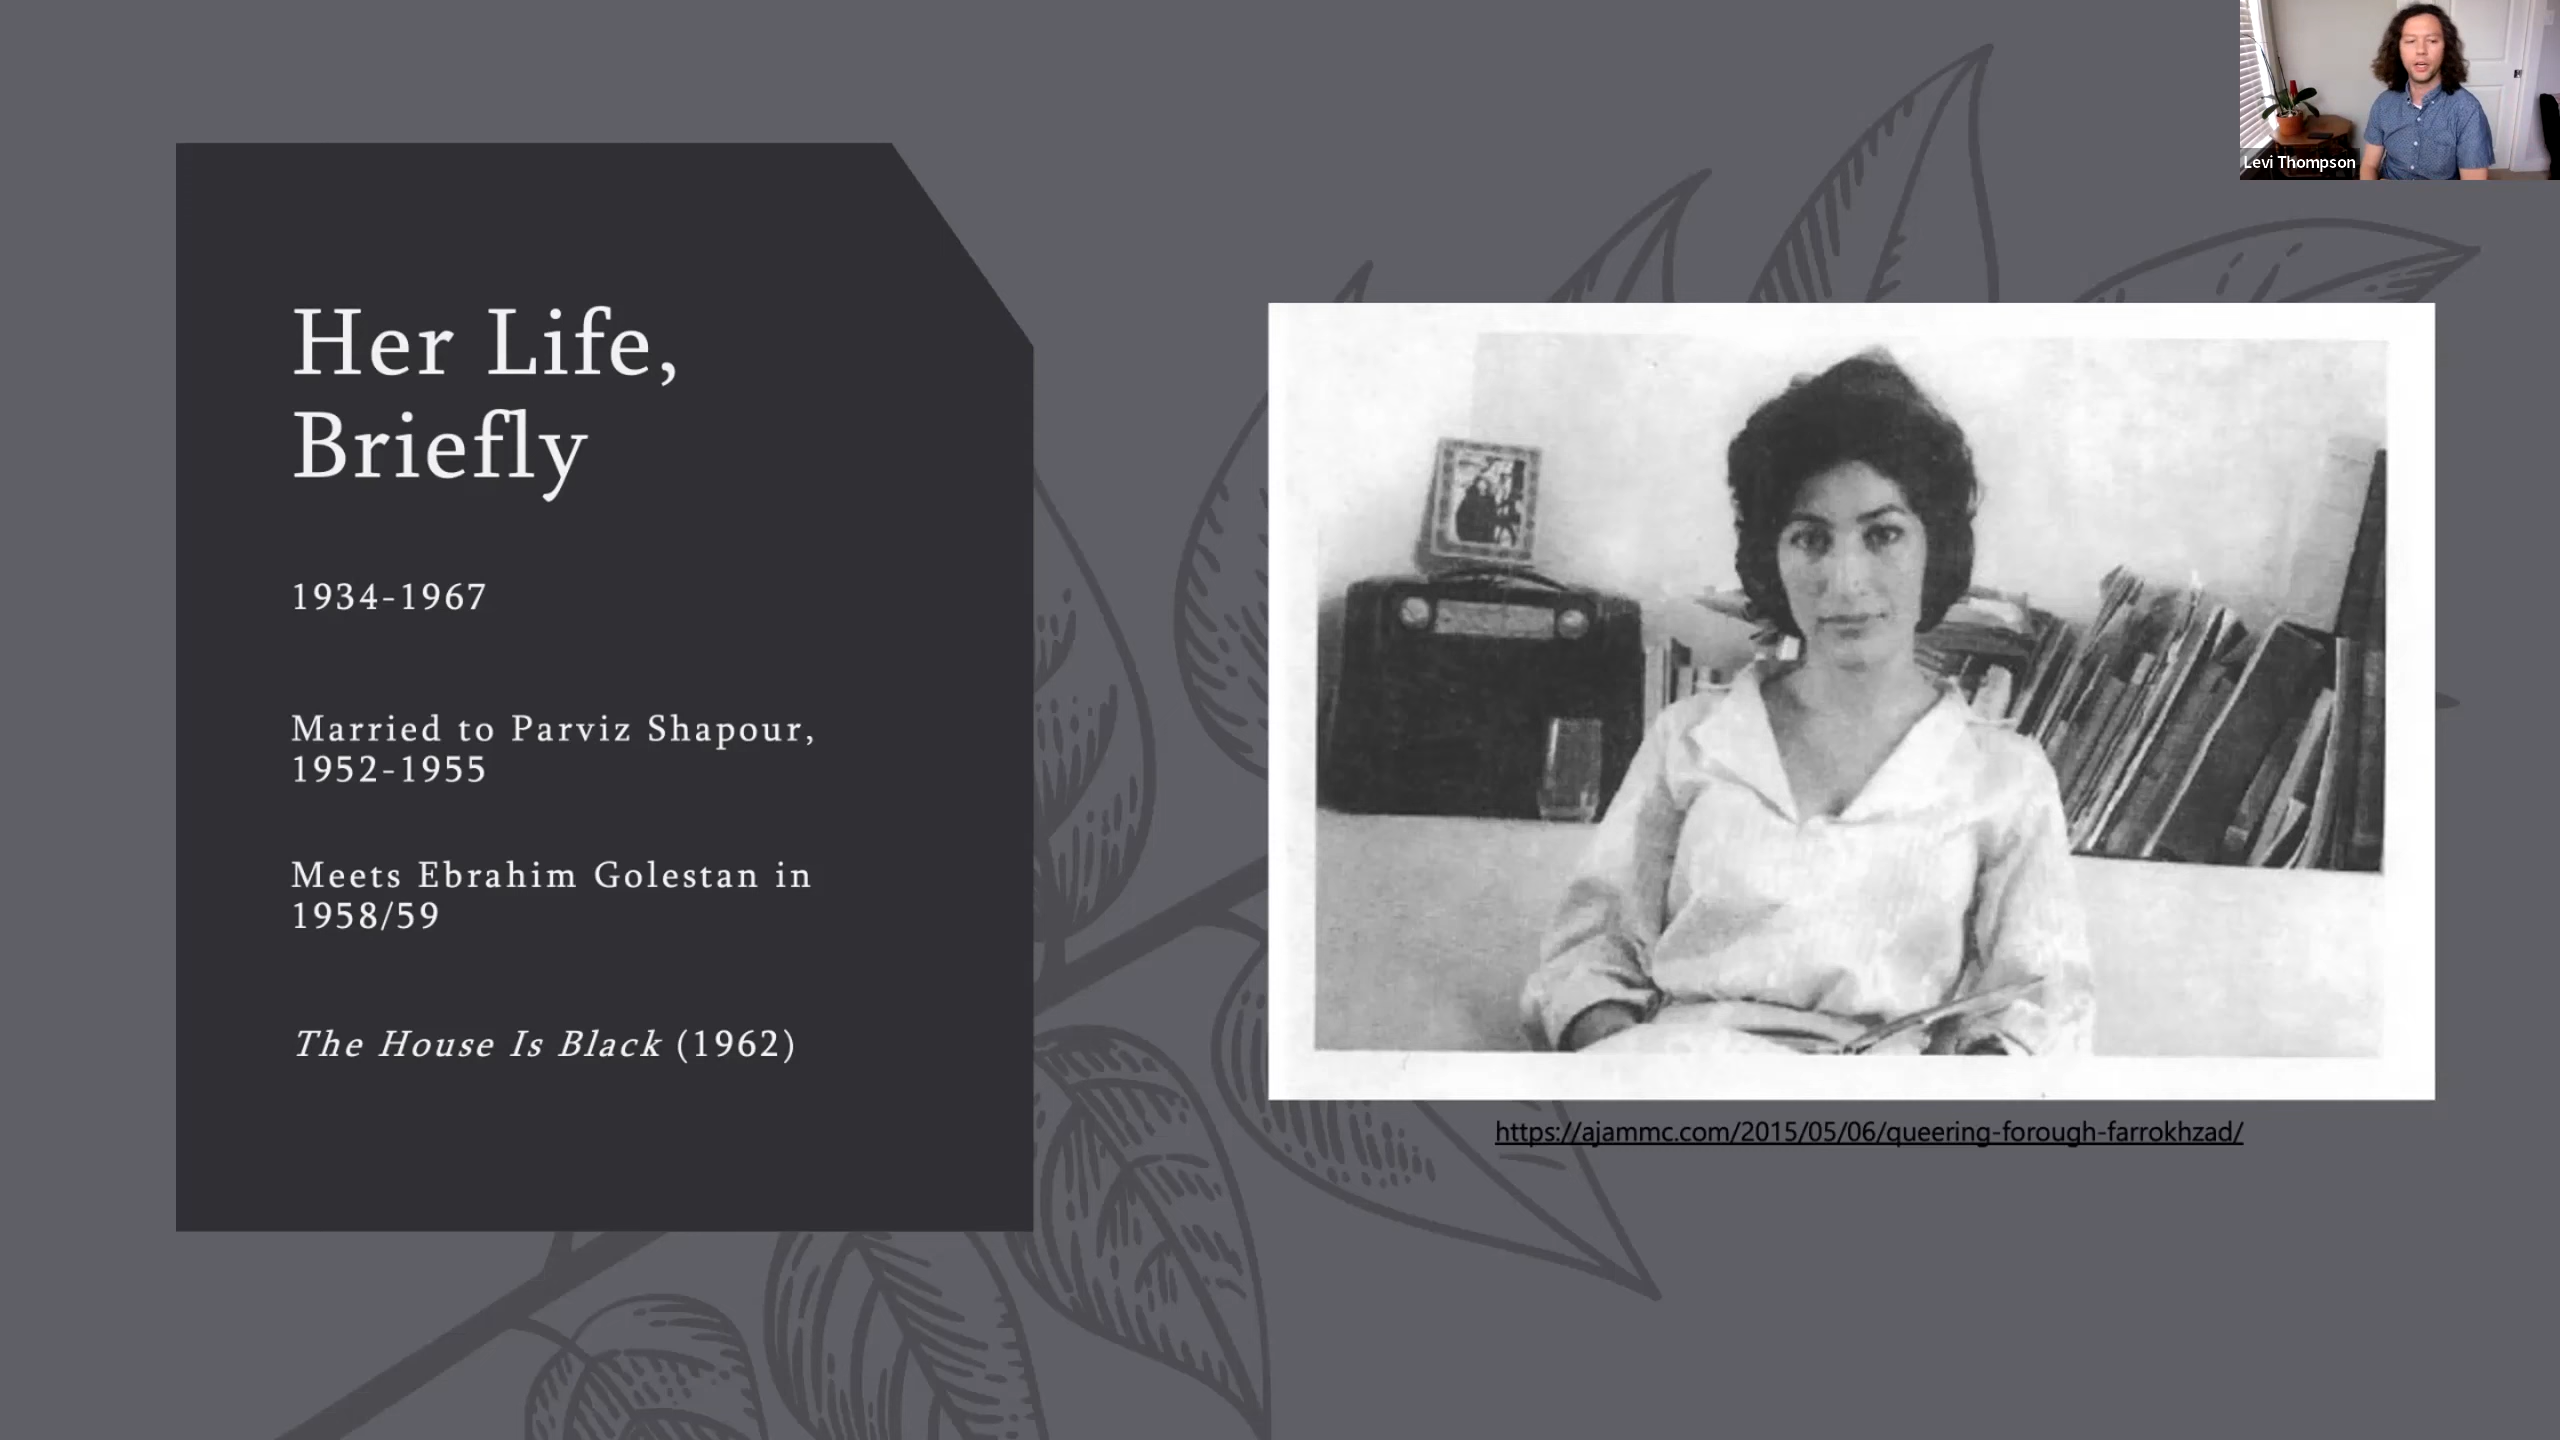 Levi Thompson
Her Life,
Briefly
1934-1967
Married to Parviz Shapour,
1952-1955
Meets Ebrahim Golestan in
1958/59
The House Is Black (1962)
https://ajammc.com/2015/05/06/queering-forough-farrokhzad/